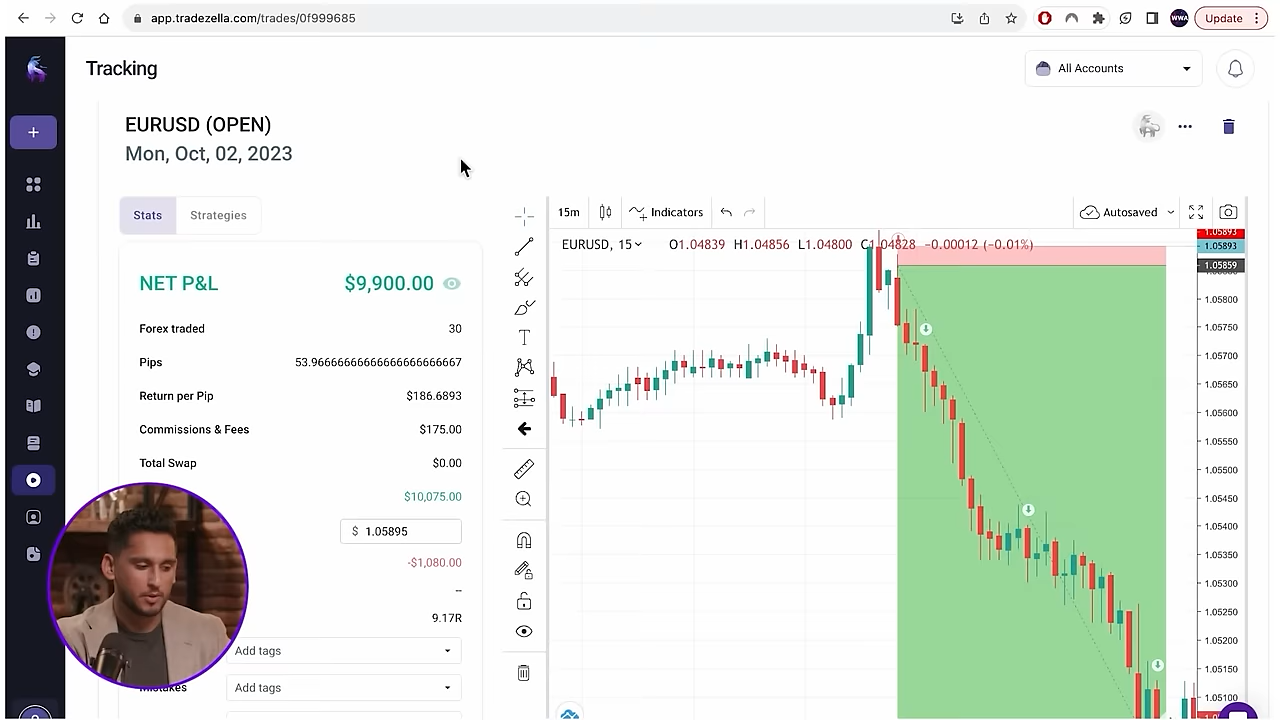 app.tradezella.com/trades/0f999685
WWA
Update
Tracking
All Accounts
EURUSD (OPEN)
Mon, Oct, 02, 2023
Stats
Strategies
NET P&L
$9,900.00
Forex traded
30
Pips
53.96666666666666666666667
Return per Pip
$186.6893
Commissions & Fees
$175.00
Total Swap
$0.00
$10,075.00
$ 1.05895
-$1,080.00
--
9.17R
Add tags
Mistakes
Add tags
15m
Indicators
Autosaved
EURUSD, 15
O1.04839 H1.04856 L1.04800 C1.04828 −0.00012 (−0.01%)
1.05893
1.05893
1.05859
1.05800
1.05750
1.05700
1.05650
1.05600
1.05550
1.05500
1.05450
1.05400
1.05350
1.05300
1.05250
1.05200
1.05150
1.05100